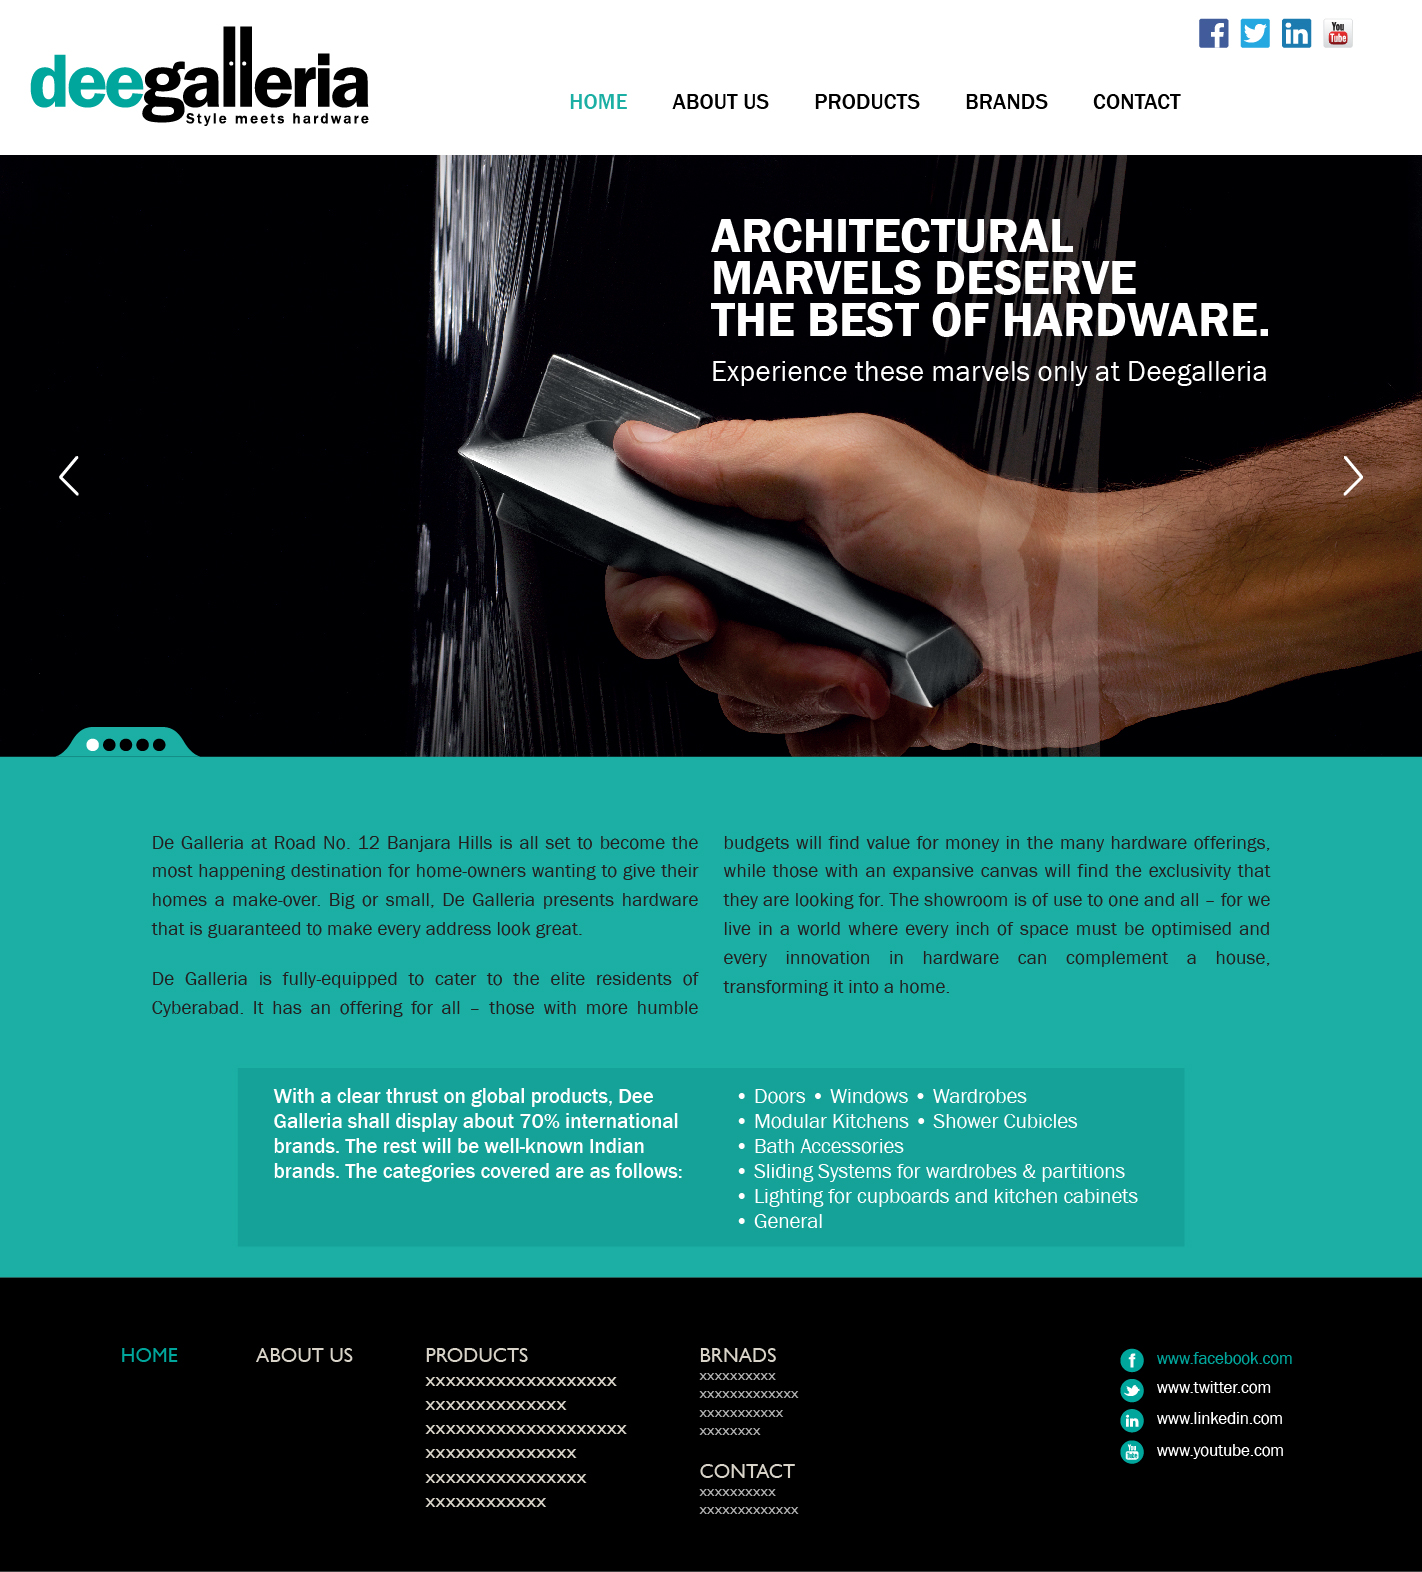 deegalleria
Style meets hardware
You
Tube
HOME ABOUT US PRODUCTS BRANDS CONTACT
ARCHITECTURAL
MARVELS DESERVE
THE BEST OF HARDWARE.
Experience these marvels only at Deegalleria
De Galleria at Road No. 12 Banjara Hills is all set to become the
most happening destination for home-owners wanting to give their
homes a make-over. Big or small, De Galleria presents hardware
that is guaranteed to make every address look great.
De Galleria is fully-equipped to cater to the elite residents of
Cyberabad. It has an offering for all – those with more humble
budgets will find value for money in the many hardware offerings,
while those with an expansive canvas will find the exclusivity that
they are looking for. The showroom is of use to one and all – for we
live in a world where every inch of space must be optimised and
every innovation in hardware can complement a house,
transforming it into a home.
With a clear thrust on global products, Dee
Galleria shall display about 70% international
brands. The rest will be well-known Indian
brands. The categories covered are as follows:
• Doors • Windows • Wardrobes
• Modular Kitchens • Shower Cubicles
• Bath Accessories
• Sliding Systems for wardrobes & partitions
• Lighting for cupboards and kitchen cabinets
• General
HOME
ABOUT US
PRODUCTS
xxxxxxxxxxxxxxxxxxx
xxxxxxxxxxxxxx
xxxxxxxxxxxxxxxxxxxx
xxxxxxxxxxxxxxx
xxxxxxxxxxxxxxxx
xxxxxxxxxxxx
BRNADS
xxxxxxxxxx
xxxxxxxxxxxxx
xxxxxxxxxxx
xxxxxxxx
CONTACT
xxxxxxxxxx
xxxxxxxxxxxxx
www.facebook.com
www.twitter.com
www.linkedin.com
www.youtube.com